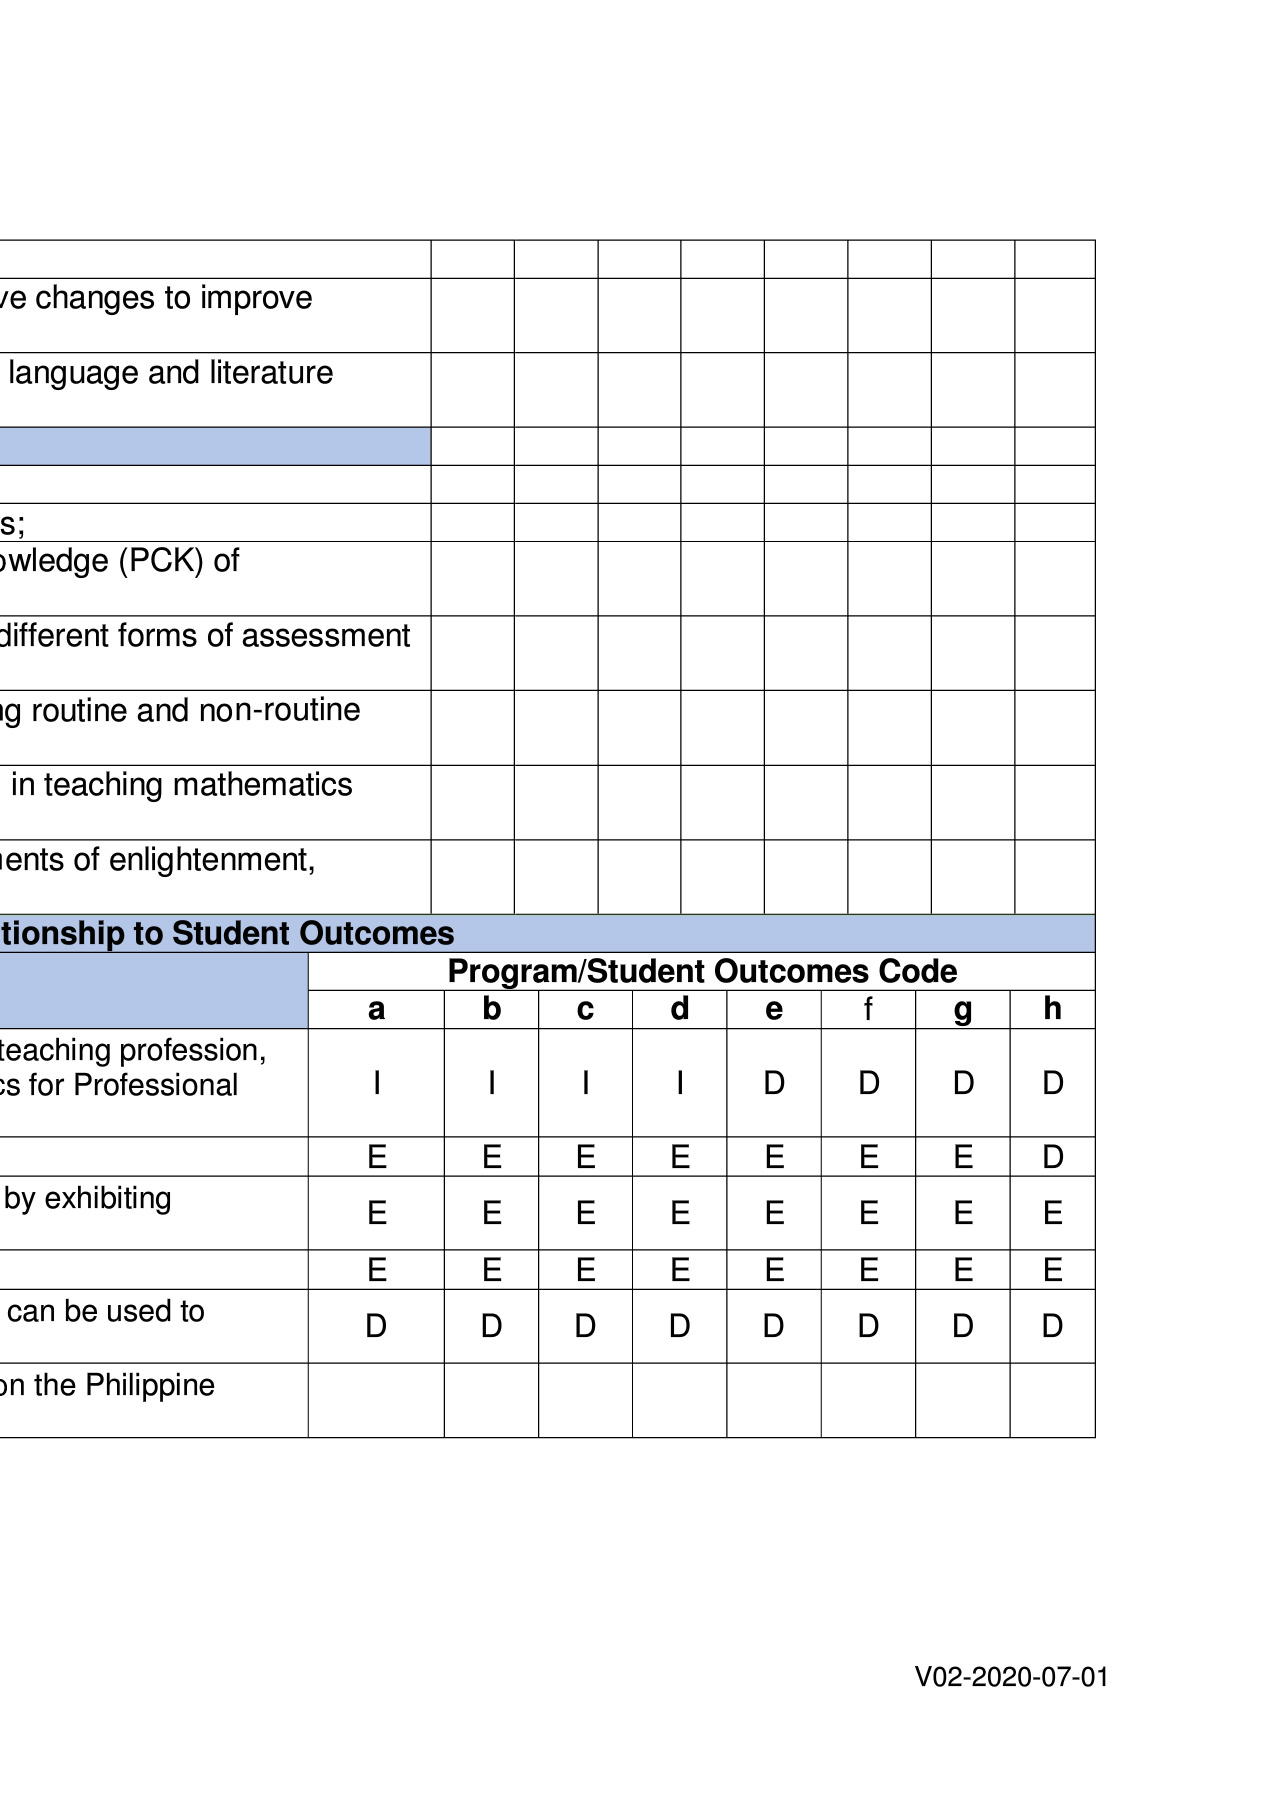 ve changes to improve
language and literature
s;
owledge (PCK) of
different forms of assessment
ng routine and non-routine
in teaching mathematics
ments of enlightenment,
tionship to Student Outcomes
Program/Student Outcomes Code
a b c d e f g h
teaching profession,
cs for Professional
I I I I D D D D
E E E E E E E D
by exhibiting
E E E E E E E E
E E E E E E E E
can be used to
D D D D D D D D
on the Philippine
V02-2020-07-01